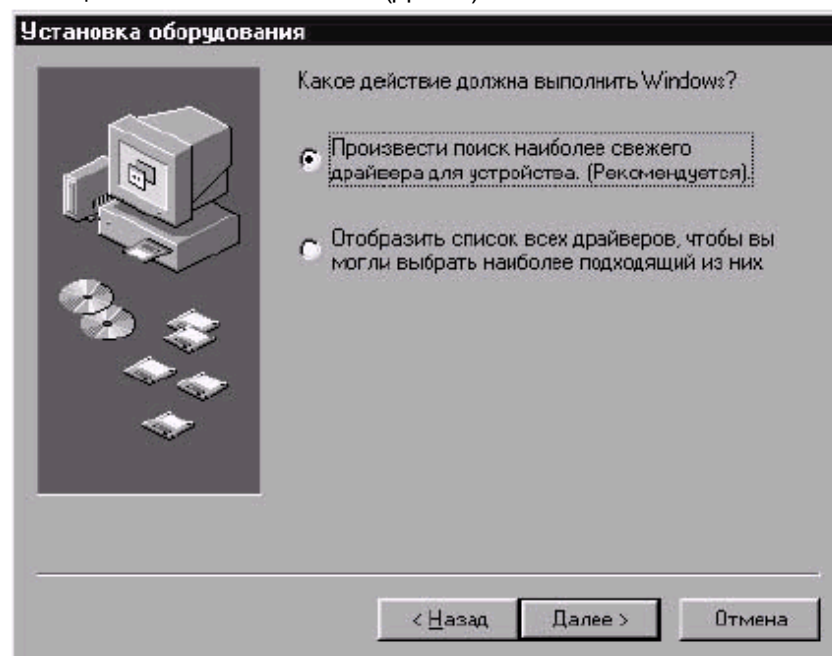 Установка оборудования
Какое действие должна выполнить Windows?
Произвести поиск наиболее свежего
драйвера для устройства. (Рекомендуется).
Отобразить список всех драйверов, чтобы вы
могли выбрать наиболее подходящий из них
< Назад
Далее >
Отмена